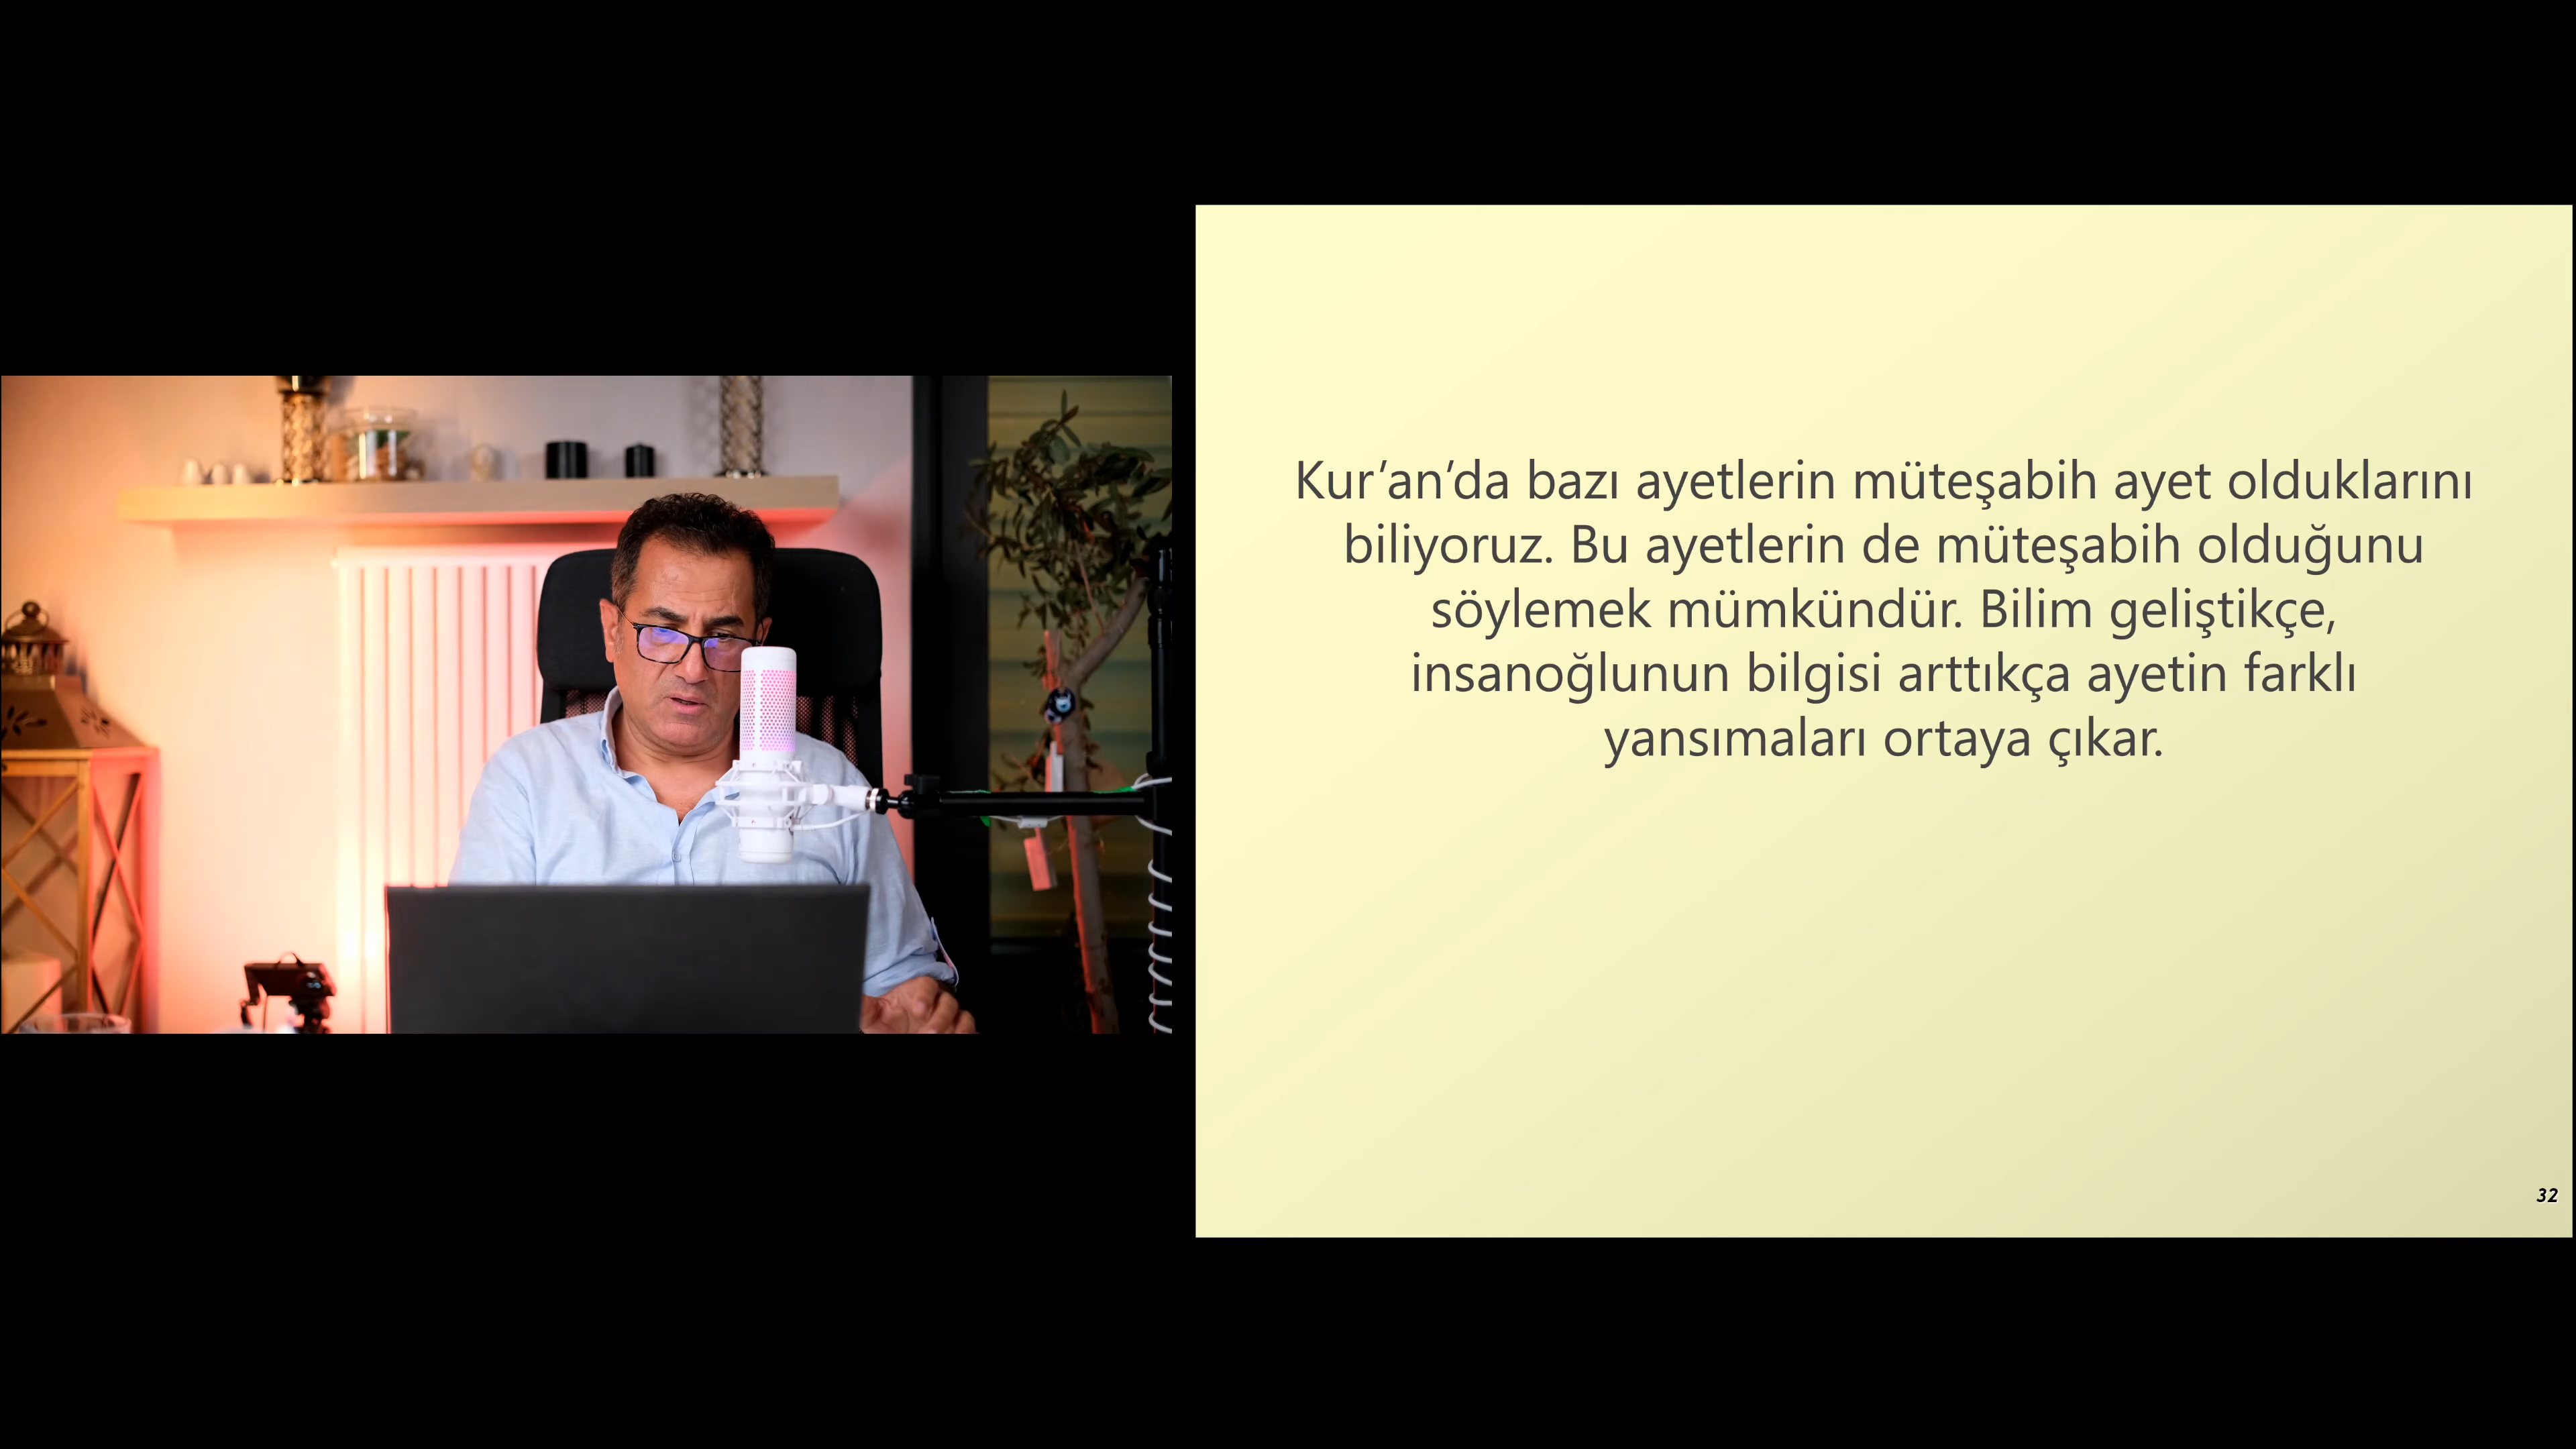 Kur’an’da bazı ayetlerin müteşabih ayet olduklarını
biliyoruz. Bu ayetlerin de müteşabih olduğunu
söylemek mümkündür. Bilim geliştikçe,
insanoğlunun bilgisi arttıkça ayetin farklı
yansımaları ortaya çıkar.
32